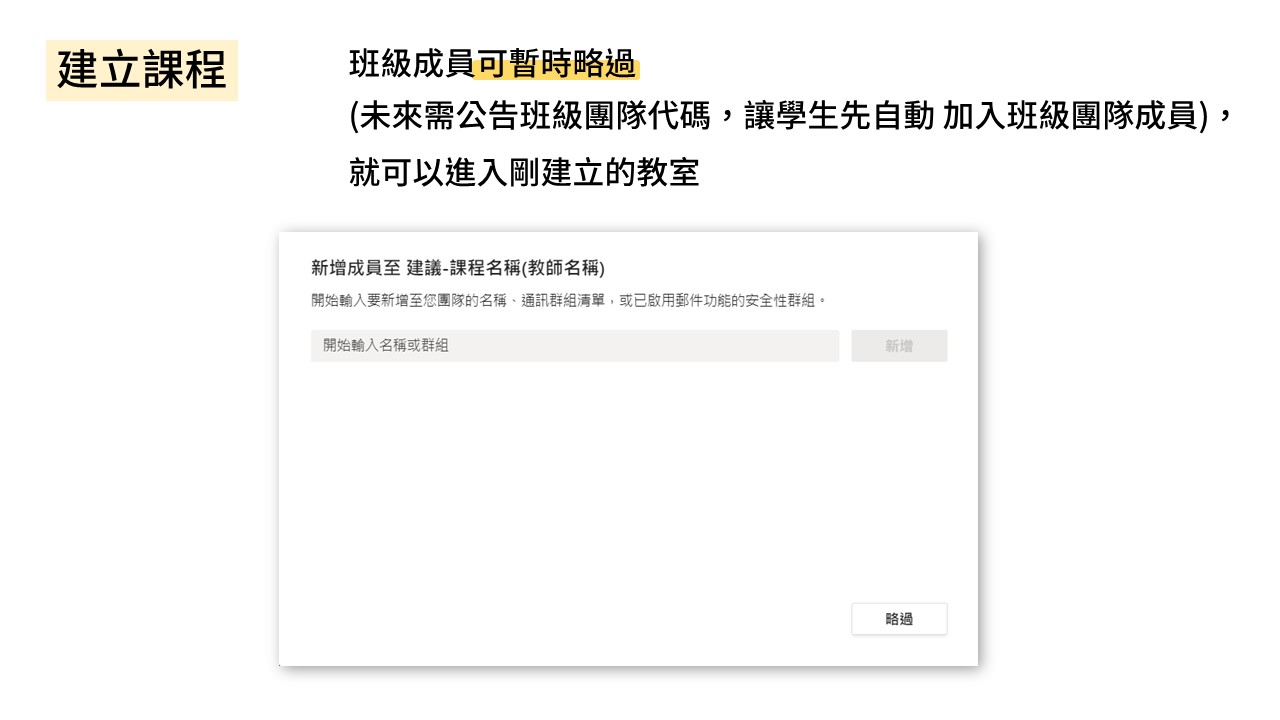 建立課程
班級成員可暫時略過
(未來需公告班級團隊代碼，讓學生先自動 加入班級團隊成員)，
就可以進入剛建立的教室
新增成員至 建議-課程名稱(教師名稱)
開始輸入要新增至您團隊的名稱、通訊群組清單，或已啟用郵件功能的安全性群組。
開始輸入名稱或群組
新增
略過